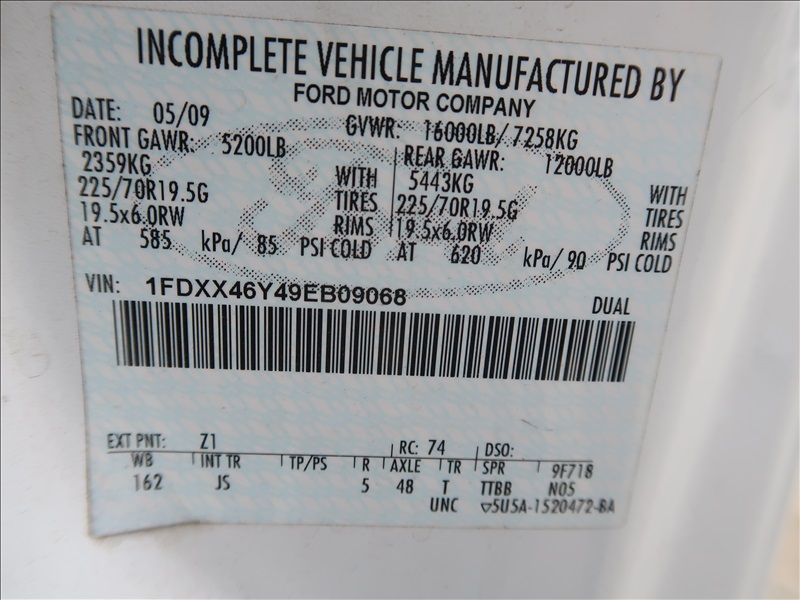 INCOMPLETE VEHICLE MANUFACTURED BY
FORD MOTOR COMPANY
DATE: 05/09 GVWR: 16000LB/ 7258KG
FRONT GAWR: 5200LB REAR GAWR: 12000LB
2359KG WITH 5443KG WITH
225/70R19.5G TIRES 225/70R19.5G TIRES
19.5x6.0RW RIMS 19.5x6.0RW RIMS
AT 585 kPa/ 85 PSI COLD AT 620 kPa/ 90 PSI COLD
VIN: 1FDXX46Y49EB09068
DUAL
EXT PNT: Z1 RC: 74 DSO:
WB INT TR TP/PS R AXLE TR SPR 9F718
162 JS 5 48 T TTBB N05
UNC 5U5A-1520472-BA